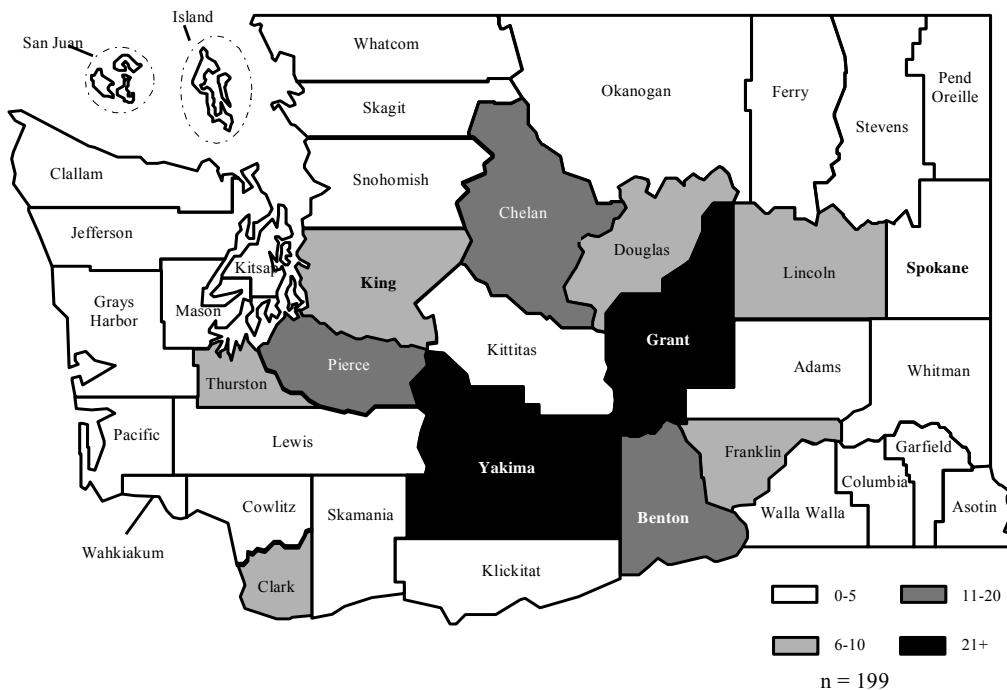 Island
San Juan
Whatcom
Skagit
Okanogan
Ferry
Pend
Oreille
Stevens
Clallam
Snohomish
Chelan
Jefferson
Douglas
Kitsap
King
Lincoln
Spokane
Grays
Harbor
Mason
Grant
Kittitas
Pierce
Thurston
Adams
Whitman
Pacific
Lewis
Yakima
Franklin
Garfield
Columbia
Cowlitz
Skamania
Benton
Walla Walla
Asotin
Wahkiakum
Clark
Klickitat
0-5
11-20
6-10
21+
n = 199